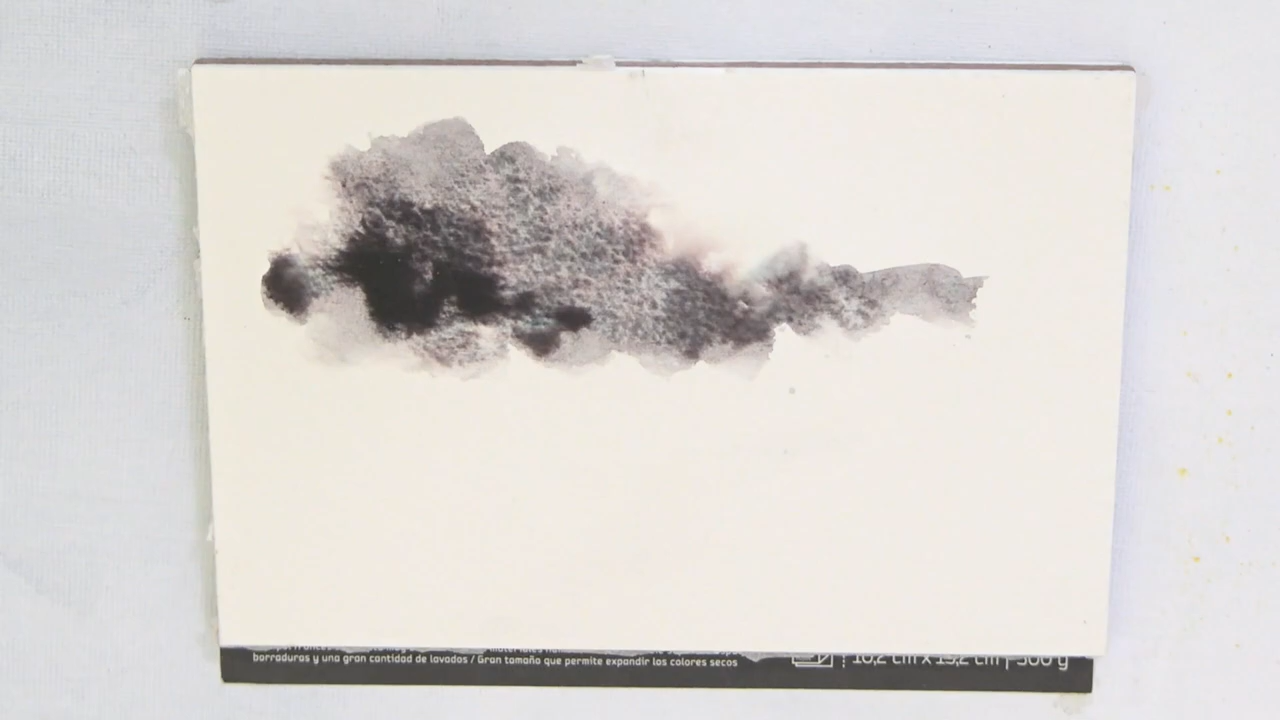 borraduras y una gran cantidad de lavados / Gran tamaño que permite expandir los colores secos
10,2 cm x 15,2 cm | 300 g